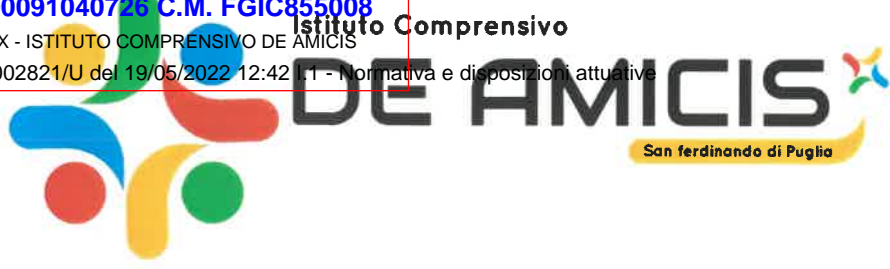 0091040726 C.M. FGIC855008
Istituto Comprensivo
X - ISTITUTO COMPRENSIVO DE AMICIS
002821/U del 19/05/2022 12:42 I.1 - Normativa e disposizioni attuative
DE AMICIS
San ferdinando di Puglia